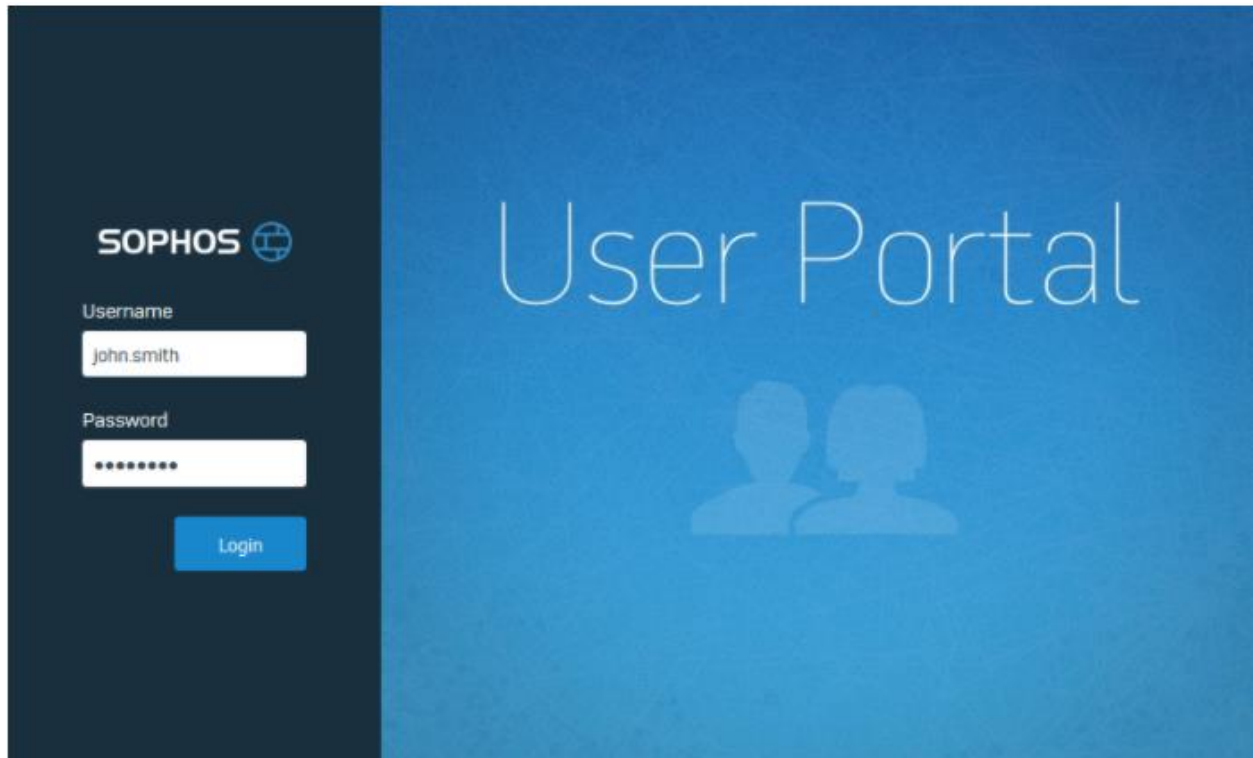 SOPHOS
Username
john.smith
Password
••••••••
Login
User Portal